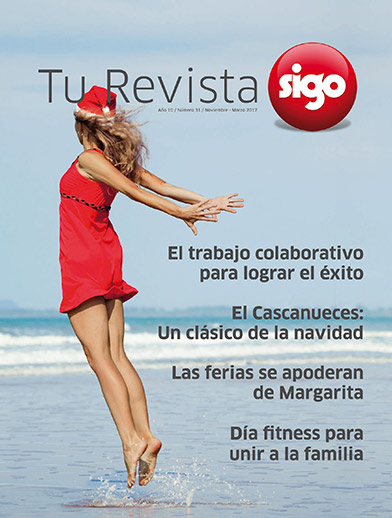 Tu Revista sigo
Año 10 / Número 31 / Noviembre - Marzo 2017
El trabajo colaborativo
para lograr el éxito
El Cascanueces:
Un clásico de la navidad
Las ferias se apoderan
de Margarita
Día fitness para
unir a la familia